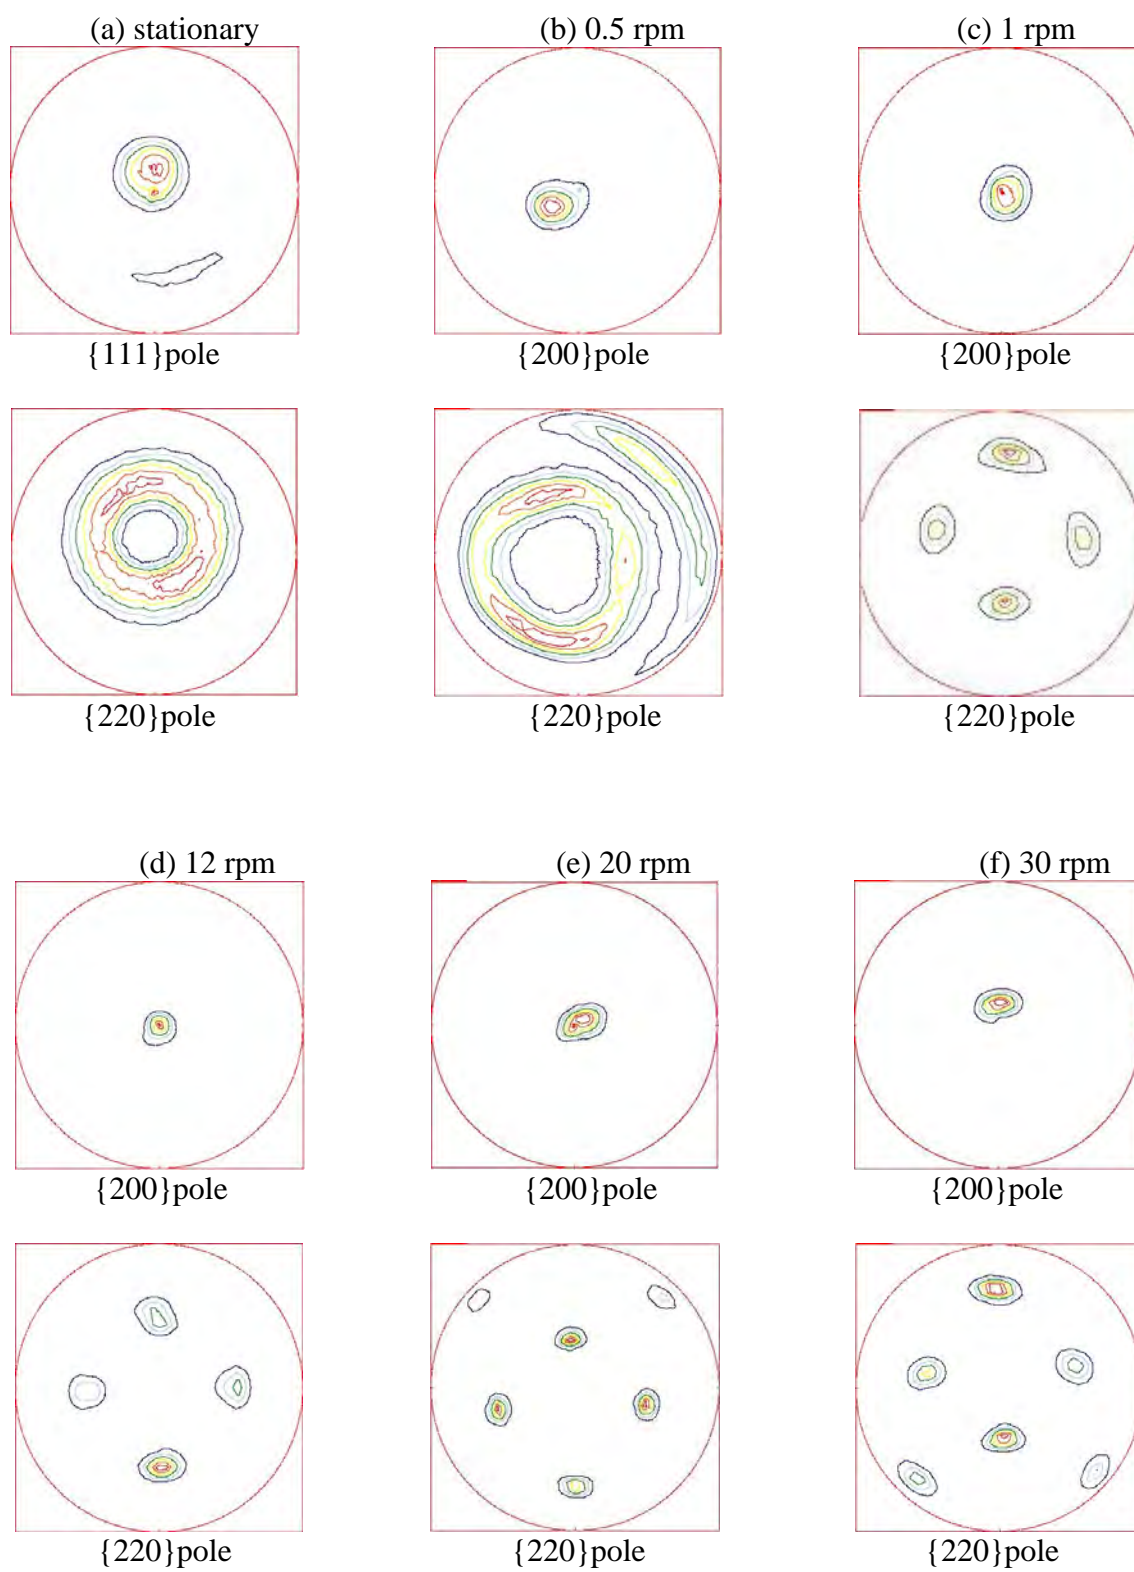 (a) stationary
(b) 0.5 rpm
(c) 1 rpm
{111}pole
{200}pole
{200}pole
{220}pole
{220}pole
{220}pole
(d) 12 rpm
(e) 20 rpm
(f) 30 rpm
{200}pole
{200}pole
{200}pole
{220}pole
{220}pole
{220}pole